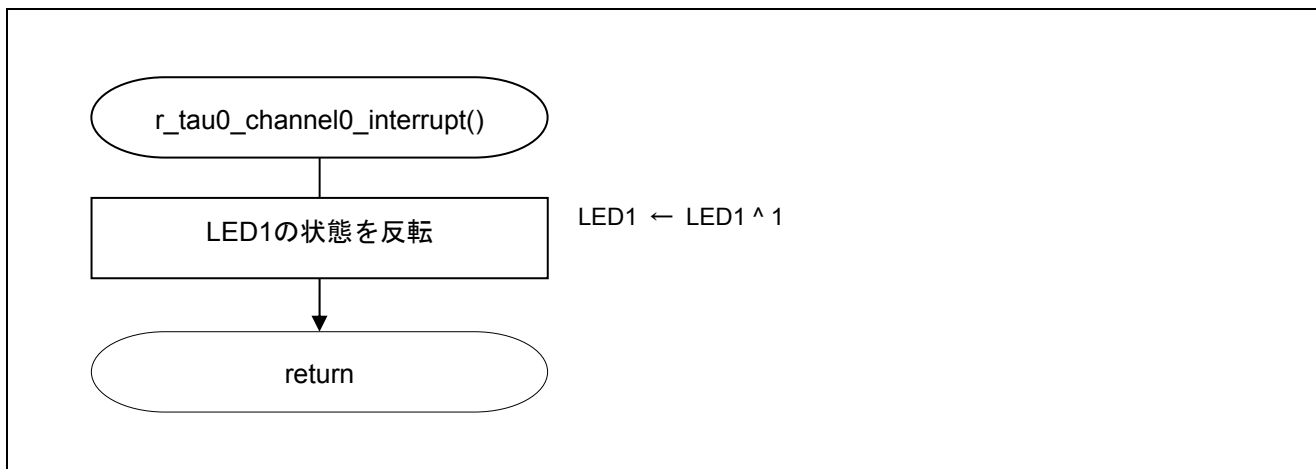 r_tau0_channel0_interrupt()
LED1の状態を反転
LED1 ← LED1 ^ 1
return